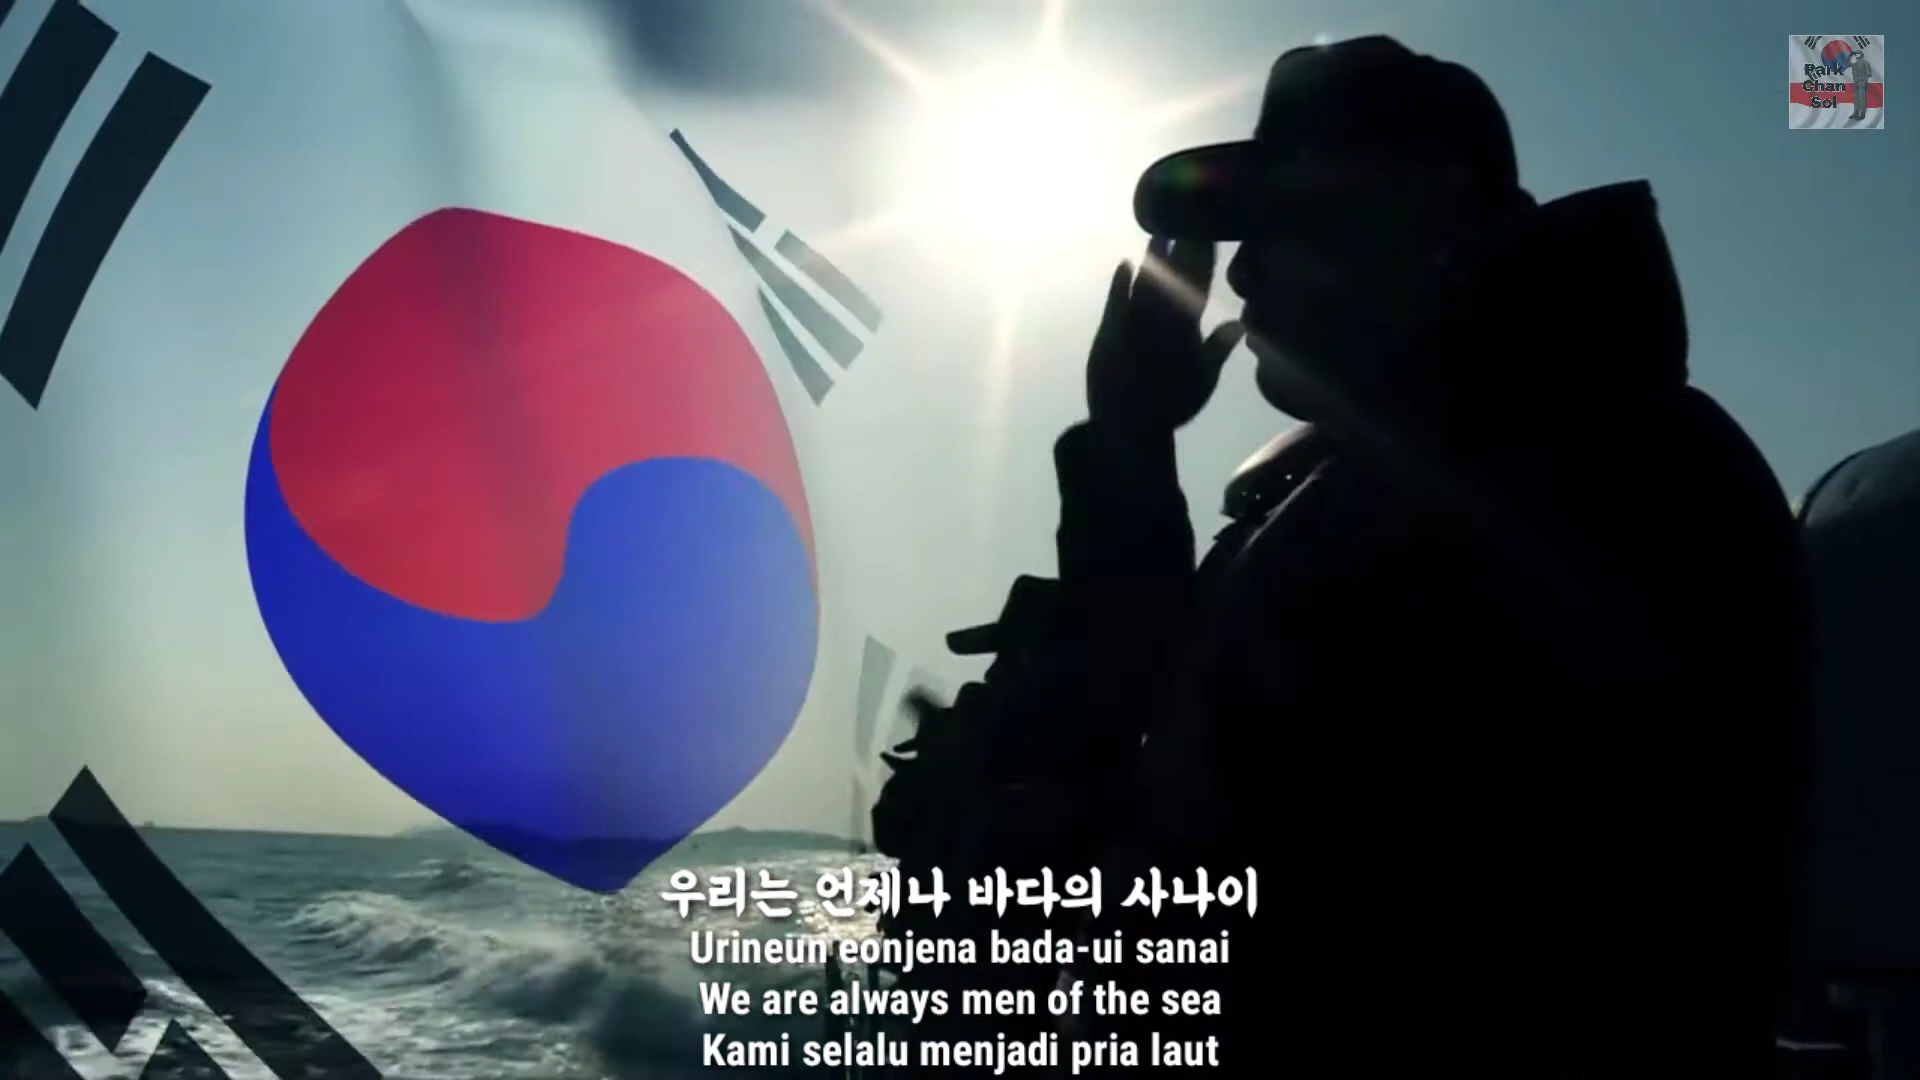 Park
Chan
Sol
우리는 언제나 바다의 사나이
Urineun eonjena bada-ui sanai
We are always men of the sea
Kami selalu menjadi pria laut